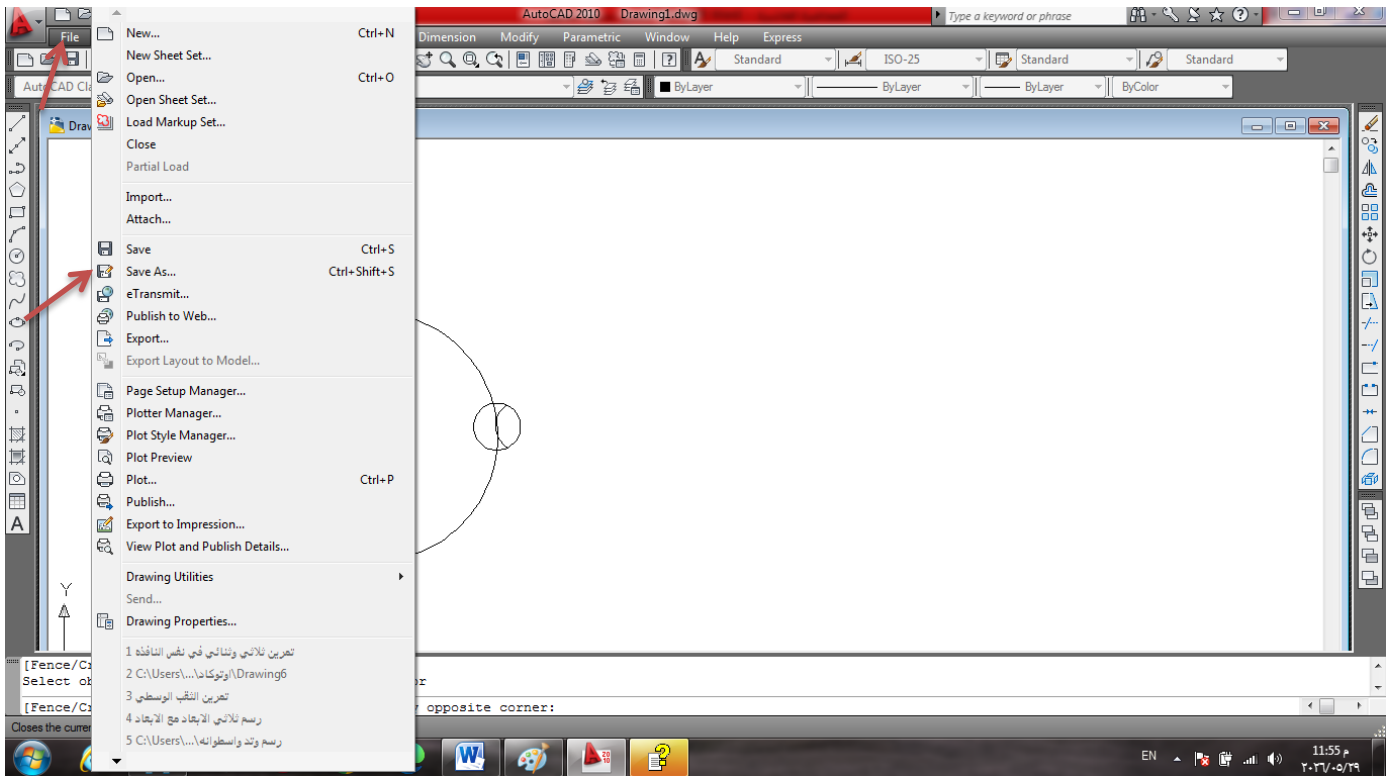 AutoCAD 2010 Drawing1.dwg
Type a keyword or phrase
File
Dimension Modify Parametric Window Help Express
Standard ISO-25 Standard Standard
AutoCAD Cla
ByLayer ByLayer ByLayer ByColor
Draw
New... Ctrl+N
New Sheet Set...
Open... Ctrl+O
Open Sheet Set...
Load Markup Set...
Close
Partial Load
Import...
Attach...
Save Ctrl+S
Save As... Ctrl+Shift+S
eTransmit...
Publish to Web...
Export...
Export Layout to Model...
Page Setup Manager...
Plotter Manager...
Plot Style Manager...
Plot Preview
Plot... Ctrl+P
Publish...
Export to Impression...
View Plot and Publish Details...
Drawing Utilities
Send...
Drawing Properties...
1 تمرين ثلاثي وثنائي في نفس النافذه
2 C:\Users\...\اوتوكاد\Drawing6
3 تمرين الثقب الوسطي
4 رسم ثلاثي الابعاد مع الابعاد
5 C:\Users\...\رسم وتد واسطوانه
Y
A
[Fence/Cr
Select ob or
[Fence/Cr y opposite corner:
Closes the curren
EN
11:55 م
٢٠٢٦/٠٥/٢٩